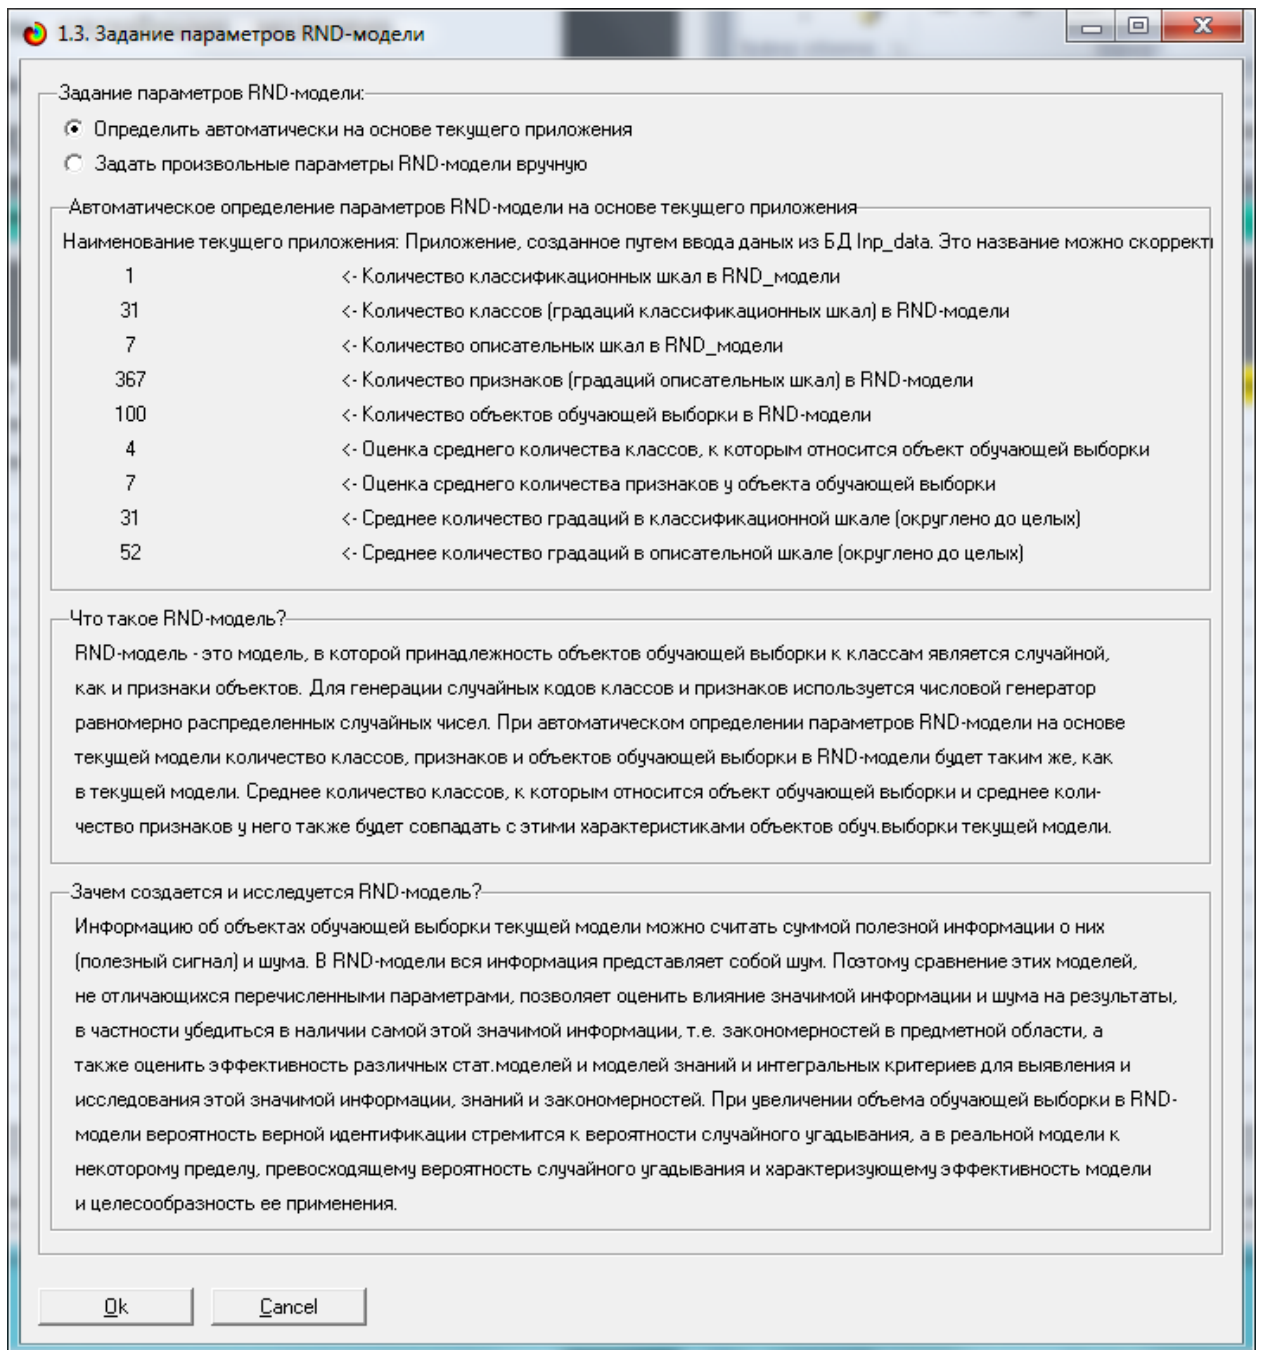 1.3. Задание параметров RND-модели
Задание параметров RND-модели:
Определить автоматически на основе текущего приложения
Задать произвольные параметры RND-модели вручную
Автоматическое определение параметров RND-модели на основе текущего приложения
Наименование текущего приложения: Приложение, созданное путем ввода даных из БД Inp_data. Это название можно скоррект
1 <- Количество классификационных шкал в RND_модели
31 <- Количество классов (градаций классификационных шкал) в RND-модели
7 <- Количество описательных шкал в RND_модели
367 <- Количество признаков (градаций описательных шкал) в RND-модели
100 <- Количество объектов обучающей выборки в RND-модели
4 <- Оценка среднего количества классов, к которым относится объект обучающей выборки
7 <- Оценка среднего количества признаков у объекта обучающей выборки
31 <- Среднее количество градаций в классификационной шкале (округлено до целых)
52 <- Среднее количество градаций в описательной шкале (округлено до целых)
Что такое RND-модель?
RND-модель - это модель, в которой принадлежность объектов обучающей выборки к классам является случайной,
как и признаки объектов. Для генерации случайных кодов классов и признаков используется числовой генератор
равномерно распределенных случайных чисел. При автоматическом определении параметров RND-модели на основе
текущей модели количество классов, признаков и объектов обучающей выборки в RND-модели будет таким же, как
в текущей модели. Среднее количество классов, к которым относится объект обучающей выборки и среднее коли-
чество признаков у него также будет совпадать с этими характеристиками объектов обуч.выборки текущей модели.
Зачем создается и исследуется RND-модель?
Информацию об объектах обучающей выборки текущей модели можно считать суммой полезной информации о них
(полезный сигнал) и шума. В RND-модели вся информация представляет собой шум. Поэтому сравнение этих моделей,
не отличающихся перечисленными параметрами, позволяет оценить влияние значимой информации и шума на результаты,
в частности убедиться в наличии самой этой значимой информации, т.е. закономерностей в предметной области, а
также оценить эффективность различных стат.моделей и моделей знаний и интегральных критериев для выявления и
исследования этой значимой информации, знаний и закономерностей. При увеличении объема обучающей выборки в RND-
модели вероятность верной идентификации стремится к вероятности случайного угадывания, а в реальной модели к
некоторому пределу, превосходящему вероятность случайного угадывания и характеризующему эффективность модели
и целесообразность ее применения.
Ok Cancel